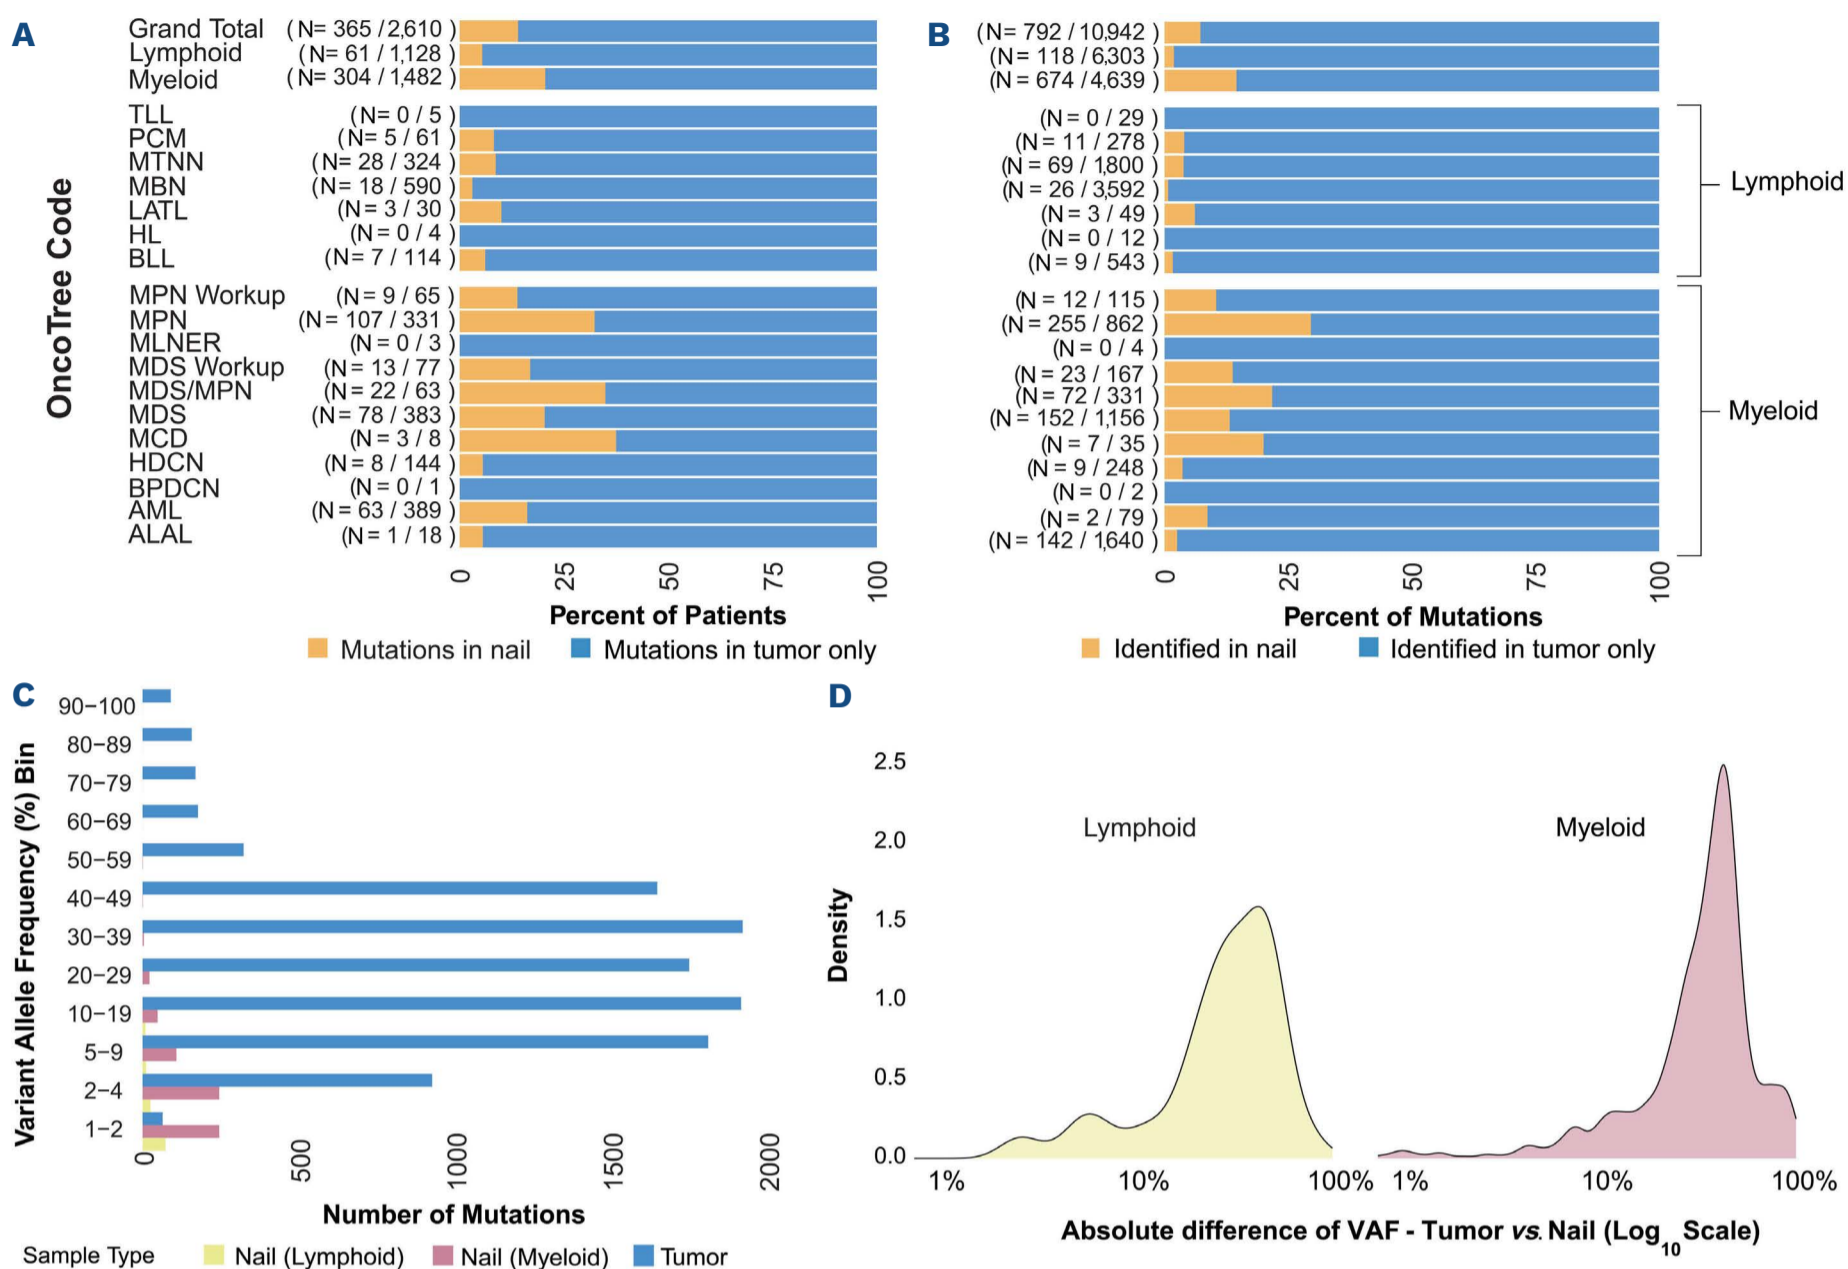 A
Grand Total (N= 365 / 2,610 )
Lymphoid (N= 61 / 1,128 )
Myeloid (N= 304 / 1,482 )
TLL (N= 0 / 5 )
PCM (N= 5 / 61 )
MTNN (N= 28 / 324 )
MBN (N= 18 / 590 )
LATL (N= 3 / 30 )
HL (N= 0 / 4 )
BLL (N= 7 / 114 )
MPN Workup (N= 9 / 65 )
MPN (N= 107 / 331 )
MLNER (N= 0 / 3 )
MDS Workup (N= 13 / 77 )
MDS/MPN (N= 22 / 63 )
MDS (N= 78 / 383 )
MCD (N= 3 / 8 )
HDCN (N= 8 / 144 )
BPDCN (N= 0 / 1 )
AML (N= 63 / 389 )
ALAL (N= 1 / 18 )
OncoTree Code
0 25 50 75 100
Percent of Patients
Mutations in nail Mutations in tumor only
B
(N= 792 / 10,942 )
(N= 118 / 6,303 )
(N= 674 / 4,639 )
(N= 0 / 29 )
(N= 11 / 278 )
(N= 69 / 1800 )
(N= 26 / 3592 )
(N= 3 / 49 )
(N= 0 / 12 )
(N= 9 / 543 )
Lymphoid
(N = 12 / 115 )
(N= 255 / 862 )
(N= 0 / 4 )
(N= 23 / 167 )
(N= 72 / 331 )
(N= 152 / 1,156 )
(N= 7 / 35 )
(N= 9 / 248 )
(N= 0 / 2 )
(N= 2 / 79 )
(N= 142 / 1,640 )
Myeloid
0 25 50 75 100
Percent of Mutations
Identified in nail Identified in tumor only
C
Variant Allele Frequency (%) Bin
90–100
80–89
70–79
60–69
50–59
40–49
30–39
20–29
10–19
5–9
2–4
1–2
0 500 1000 1500 2000
Number of Mutations
Sample Type Nail (Lymphoid) Nail (Myeloid) Tumor
D
Density
2.5
2.0
1.5
1.0
0.5
0.0
Lymphoid Myeloid
1% 10% 100% 1% 10% 100%
Absolute difference of VAF - Tumor vs. Nail (Log10 Scale)